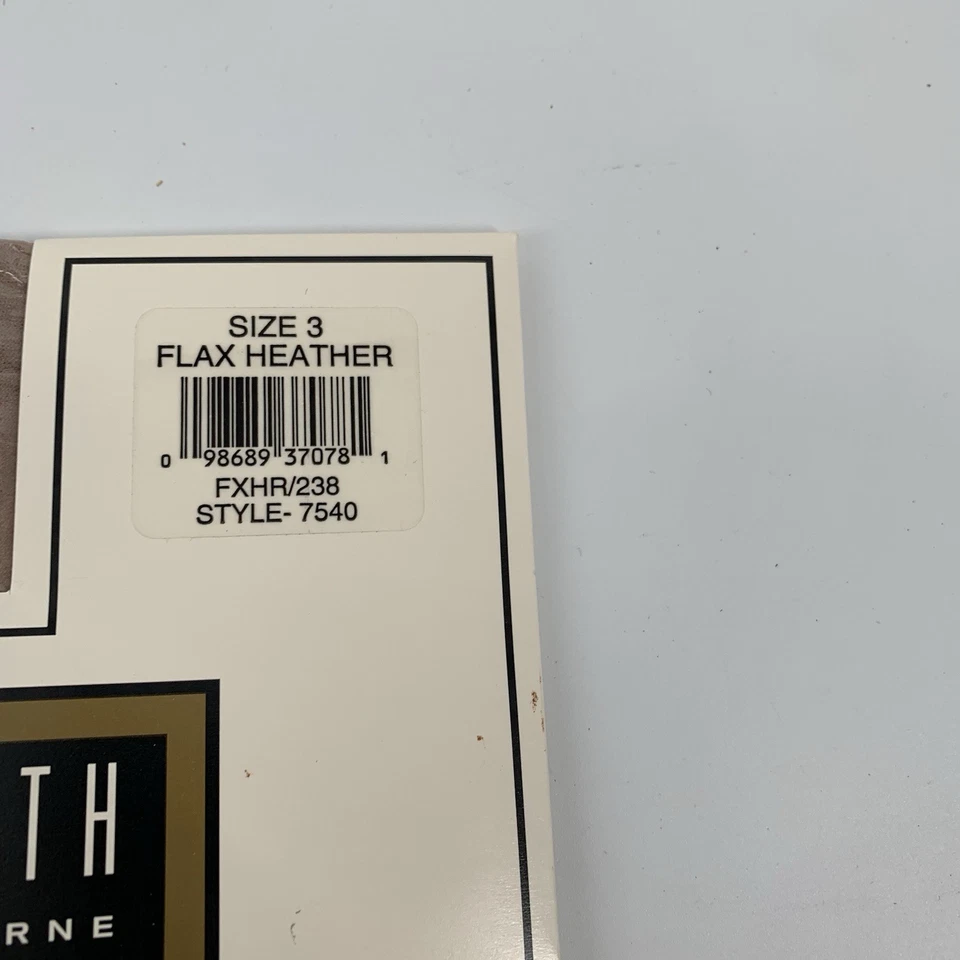 SIZE 3
FLAX HEATHER
0 98689 37078 1
FXHR/238
STYLE- 7540
TH
RNE